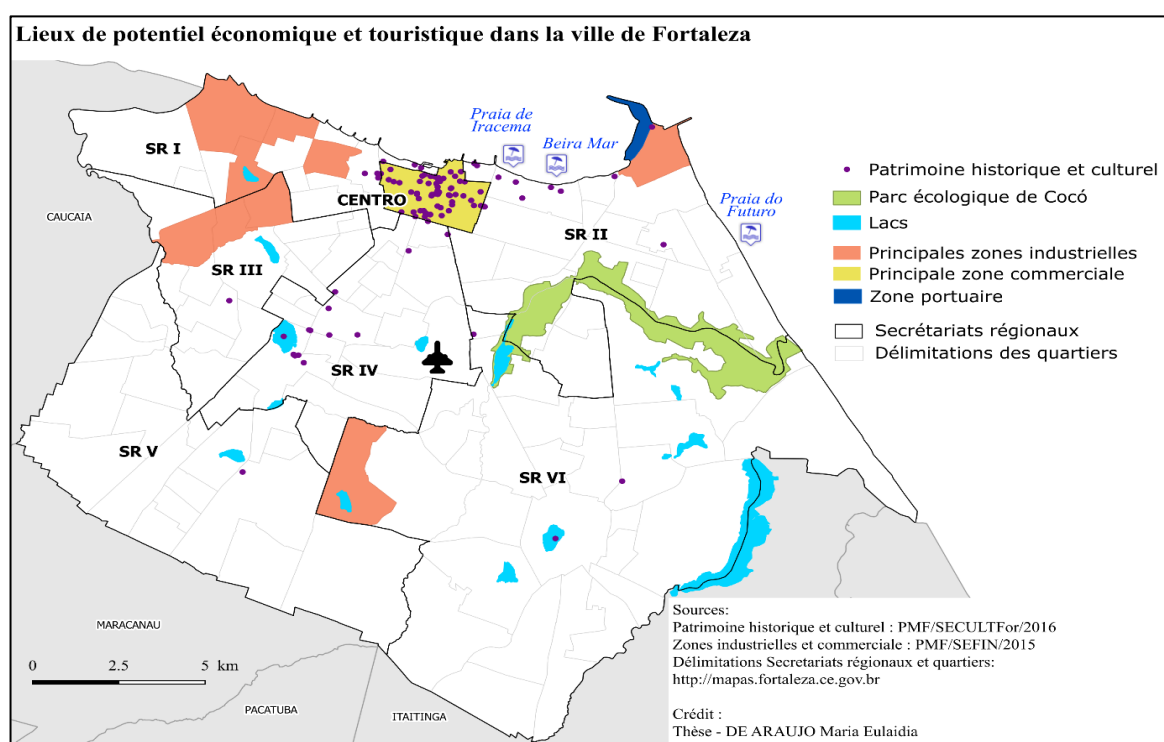 Lieux de potentiel économique et touristique dans la ville de Fortaleza
Praia de
Iracema
Beira Mar
Praia do
Futuro
SR I
CENTRO
SR II
CAUCAIA
SR III
SR IV
SR V
SR VI
MARACANAU
PACATUBA
ITAITINGA
0 2.5 5 km
Patrimoine historique et culturel
Parc écologique de Cocó
Lacs
Principales zones industrielles
Principale zone commerciale
Zone portuaire
Secrétariats régionaux
Délimitations des quartiers
Sources:
Patrimoine historique et culturel : PMF/SECULTFor/2016
Zones industrielles et commerciale : PMF/SEFIN/2015
Délimitations Secretariats régionaux et quartiers:
http://mapas.fortaleza.ce.gov.br
Crédit :
Thèse - DE ARAUJO Maria Eulaidia